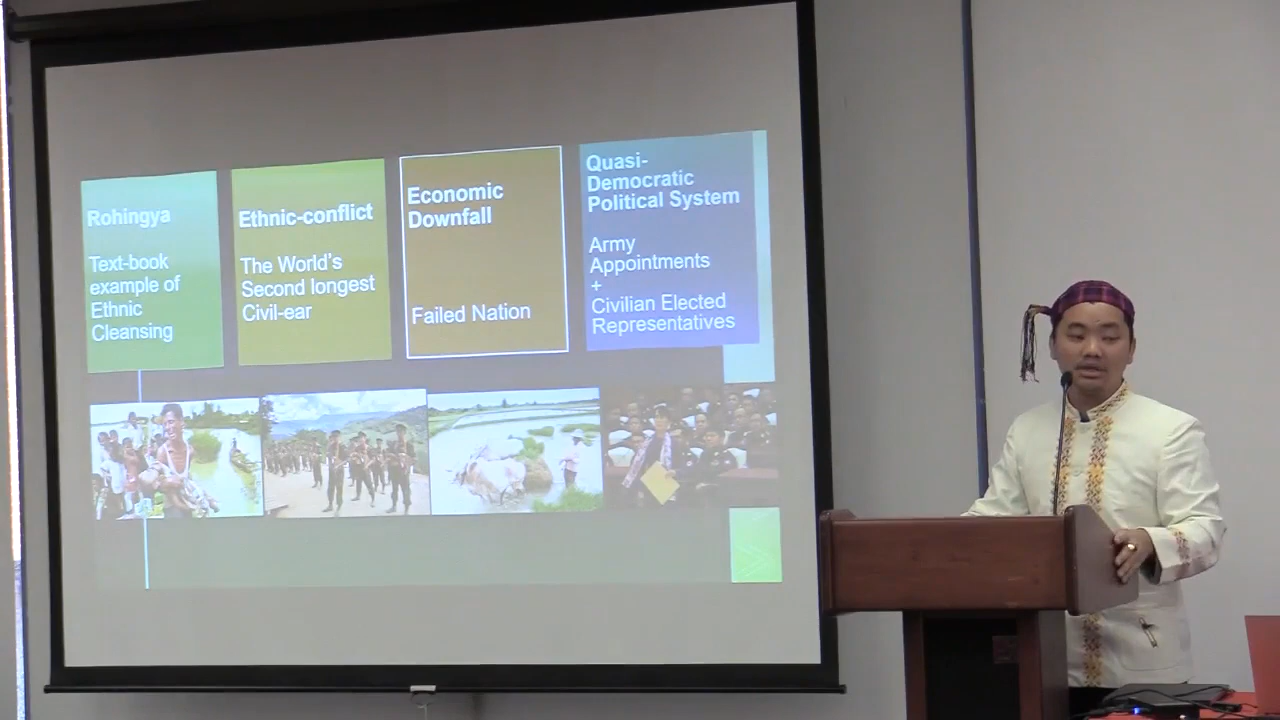 Rohingya
Text-book
example of
Ethnic
Cleansing
Ethnic-conflict
The World's
Second longest
Civil-ear
Economic
Downfall
Failed Nation
Quasi-
Democratic
Political System
Army
Appointments
+
Civilian Elected
Representatives